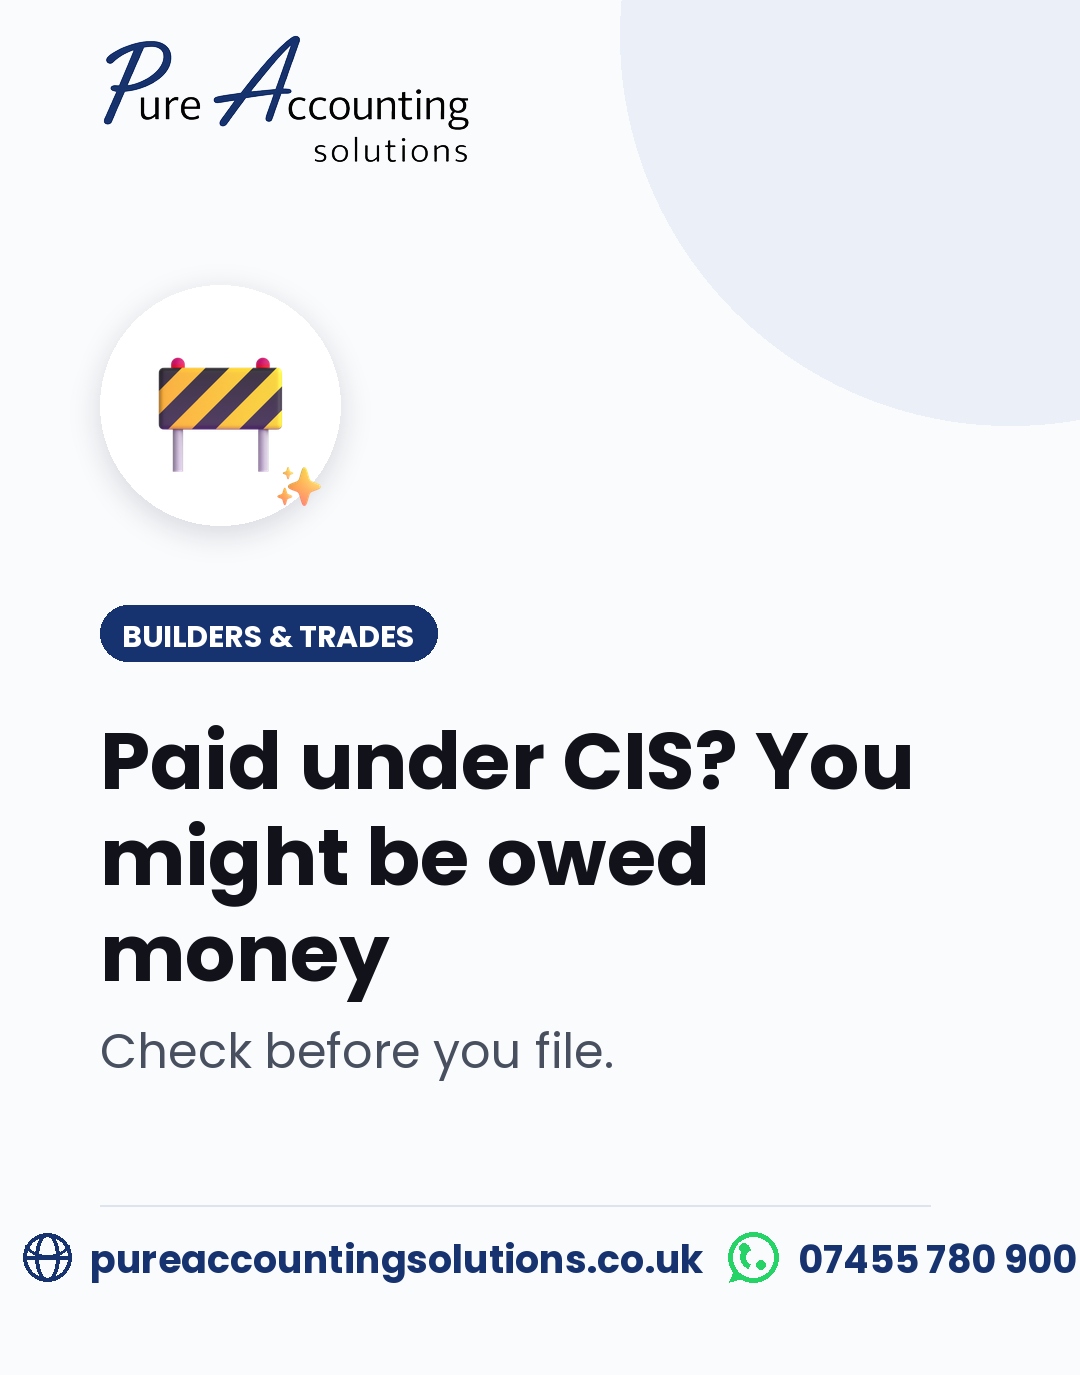 Pure Accounting
solutions
BUILDERS & TRADES
Paid under CIS? You
might be owed
money
Check before you file.
pureaccountingsolutions.co.uk 07455 780 900